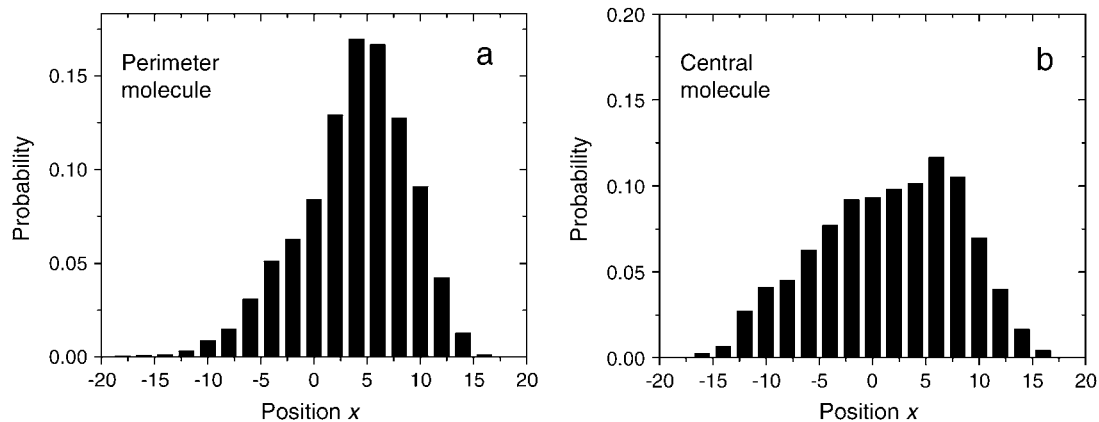 a
Perimeter
molecule
Probability
0.15
0.10
0.05
0.00
-20 -15 -10 -5 0 5 10 15 20
Position x
b
Central
molecule
Probability
0.20
0.15
0.10
0.05
0.00
-20 -15 -10 -5 0 5 10 15 20
Position x